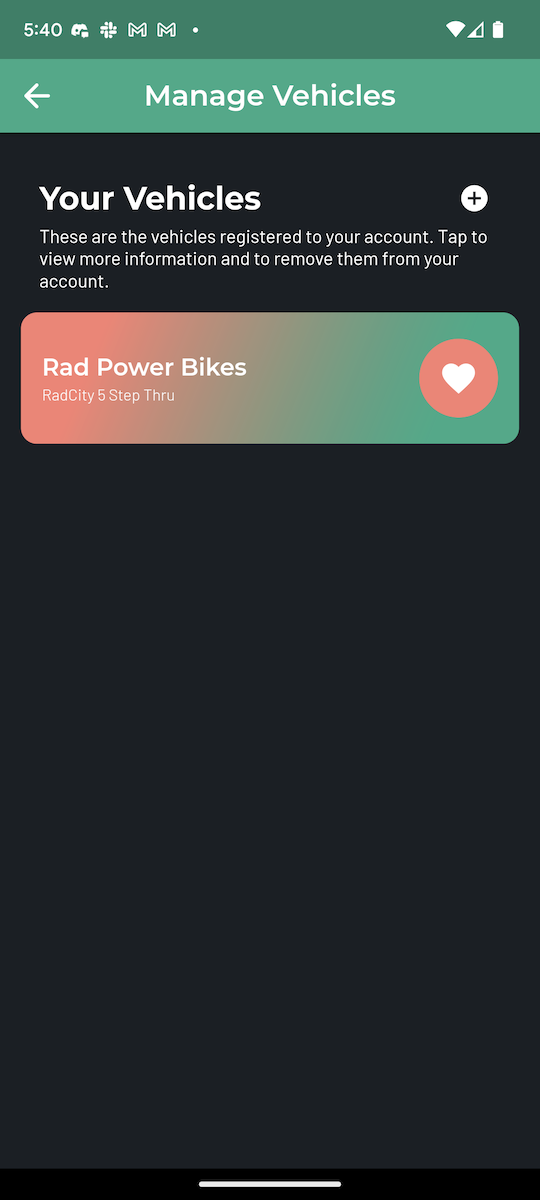 5:40
Manage Vehicles
Your Vehicles
These are the vehicles registered to your account. Tap to
view more information and to remove them from your
account.
Rad Power Bikes
RadCity 5 Step Thru